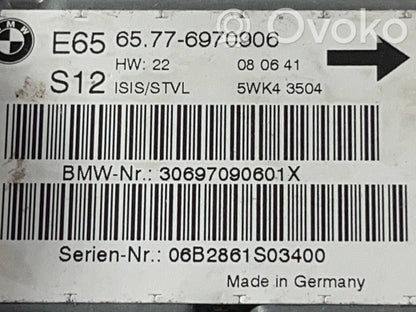 BMW
Ovoko
E65 65.77-6970906
HW: 22 08 06 41
S12 ISIS/STVL 5WK4 3504
BMW-Nr.: 30697090601X
Serien-Nr.: 06B2861S03400
Made in Germany